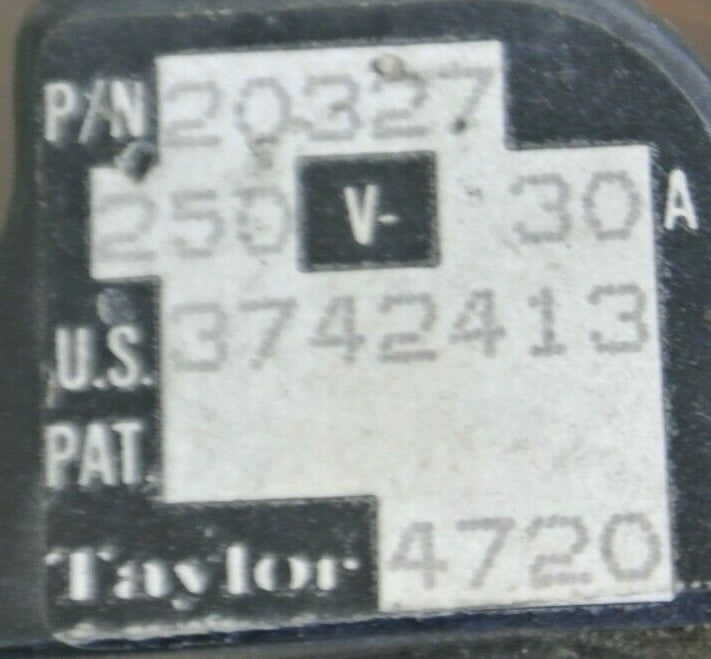 P/N 20327
250 V- 30 A
U.S. 3742413
PAT.
Taylor 4720